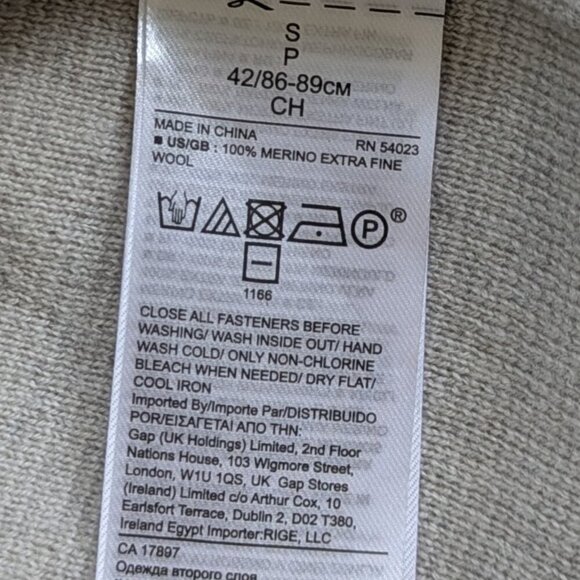 S
P
42/86-89CM
CH
MADE IN CHINA RN 54023
■ US/GB : 100% MERINO EXTRA FINE
WOOL
P ®
1166
CLOSE ALL FASTENERS BEFORE
WASHING/ WASH INSIDE OUT/ HAND
WASH COLD/ ONLY NON-CHLORINE
BLEACH WHEN NEEDED/ DRY FLAT/
COOL IRON
Imported By/Importe Par/DISTRIBUIDO
POR/ΕΙΣΑΓΕΤΑΙ ΑΠΟ ΤΗΝ:
Gap (UK Holdings) Limited, 2nd Floor
Nations House, 103 Wigmore Street,
London, W1U 1QS, UK Gap Stores
(Ireland) Limited c/o Arthur Cox, 10
Earlsfort Terrace, Dublin 2, D02 T380,
Ireland Egypt Importer:RIGE, LLC
CA 17897
Одежда второго слоя